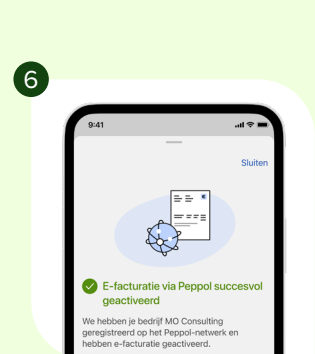 6
9:41
Sluiten
E-facturatie via Peppol succesvol
geactiveerd
We hebben je bedrijf MO Consulting
geregistreerd op het Peppol-netwerk en
hebben e-facturatie geactiveerd.